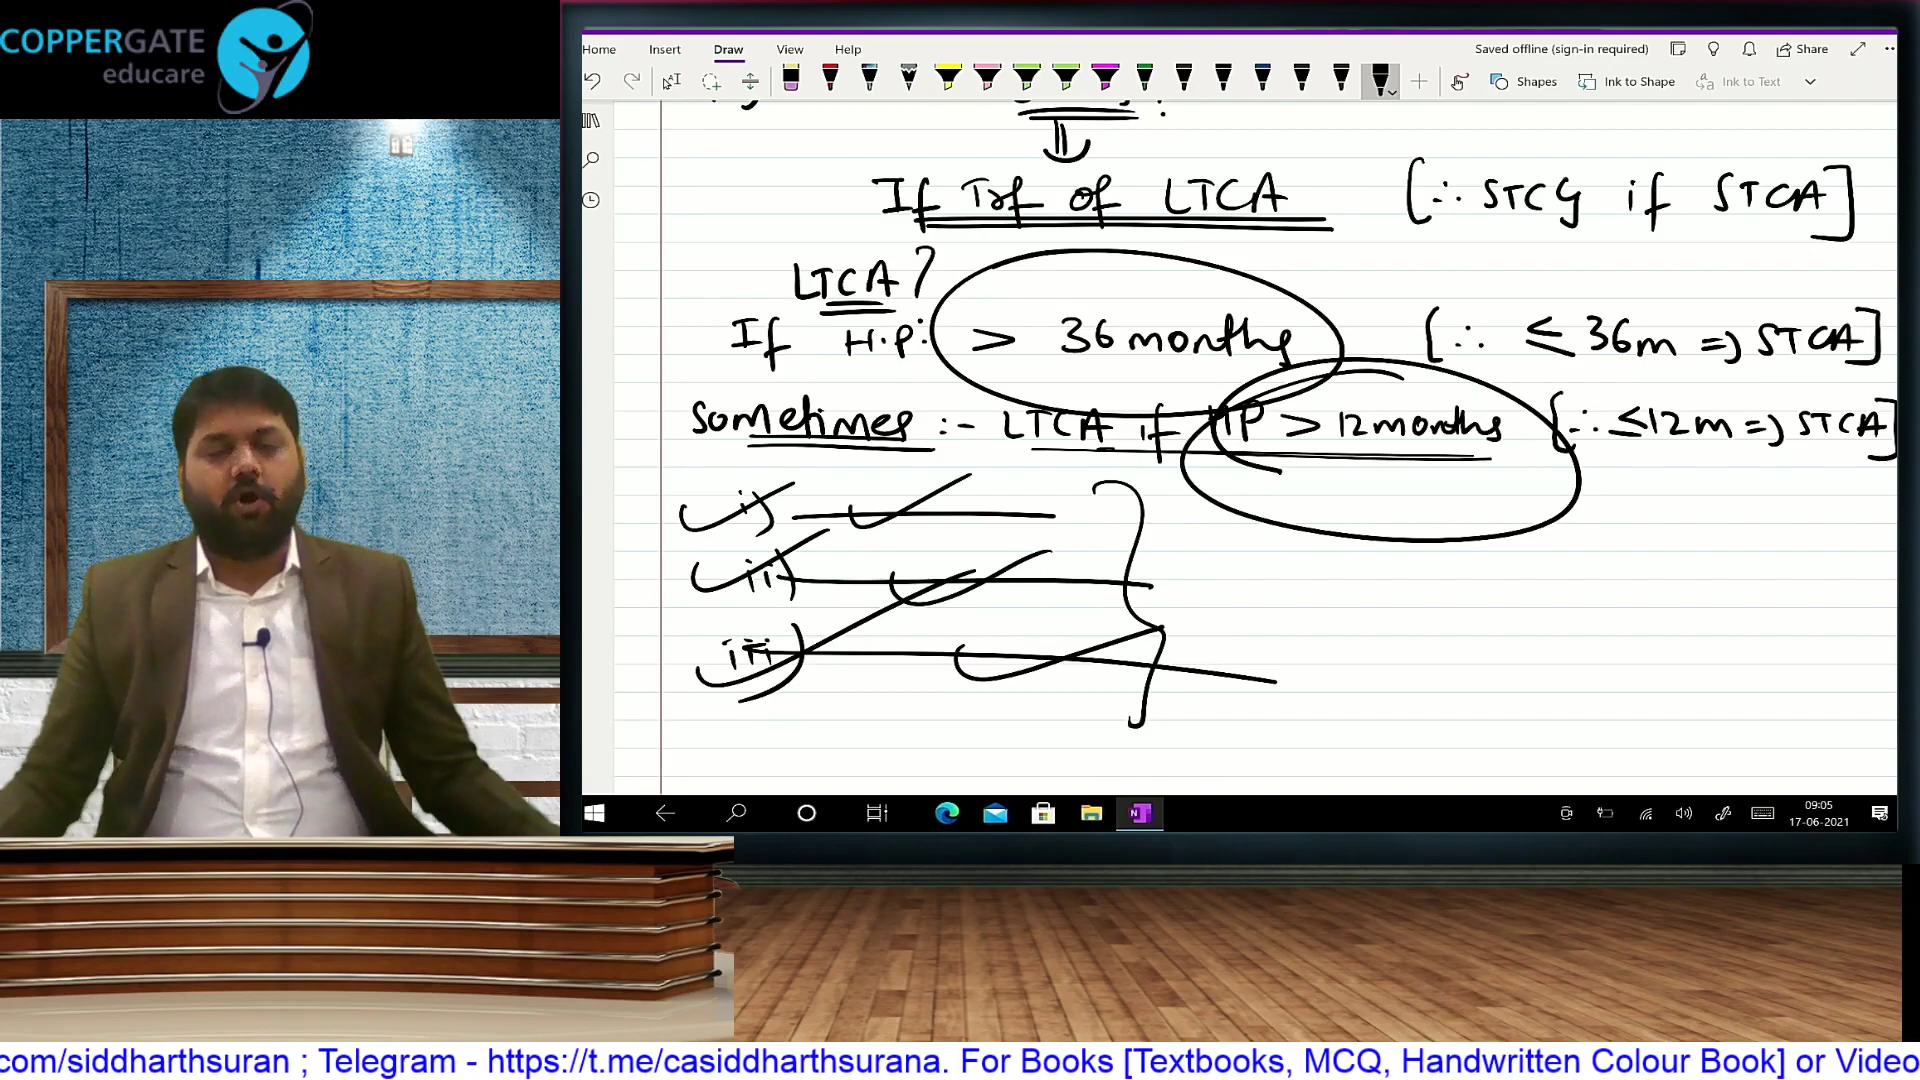 COPPERGATE
educare
Home Insert Draw View Help
Saved offline (sign-in required) Share
Shapes Ink to Shape Ink to Text
If Trf of LTCA [∴ STCG if STCA]
LTCA?
If H.P: > 36 months [∴ ≤ 36m => STCA]
Sometimes :- LTCA if HP > 12 months [∴ ≤12m => STCA]
i)
ii)
iii)
09:05
17-06-2021
com/siddharthsuran ; Telegram - https://t.me/casiddharthsurana. For Books [Textbooks, MCQ, Handwritten Colour Book] or Video